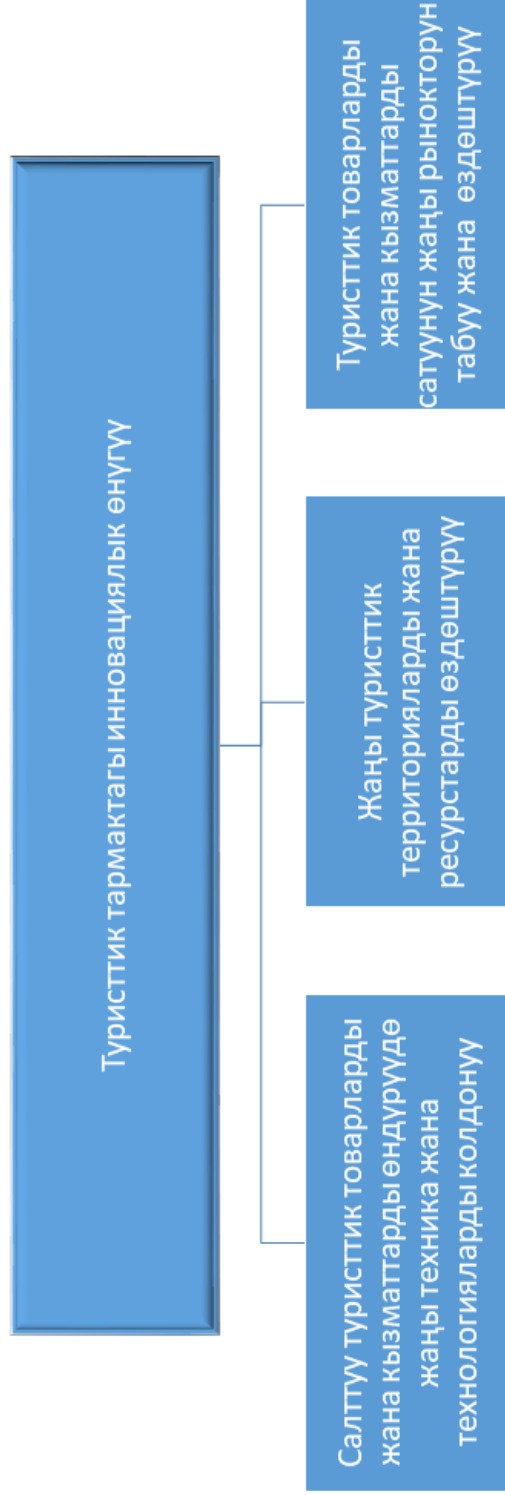 Туристтик тармактагы инновациялык өнүгүү
Салттуу туристтик товарларды
жана кызматтарды өндүрүүдө
жаңы техника жана
технологияларды колдонуу
Жаңы туристтик
территорияларды жана
ресурстарды өздөштүрүү
Туристтик товарларды
жана кызматтарды
сатуунун жаңы рынокторун
табуу жана өздөштүрүү